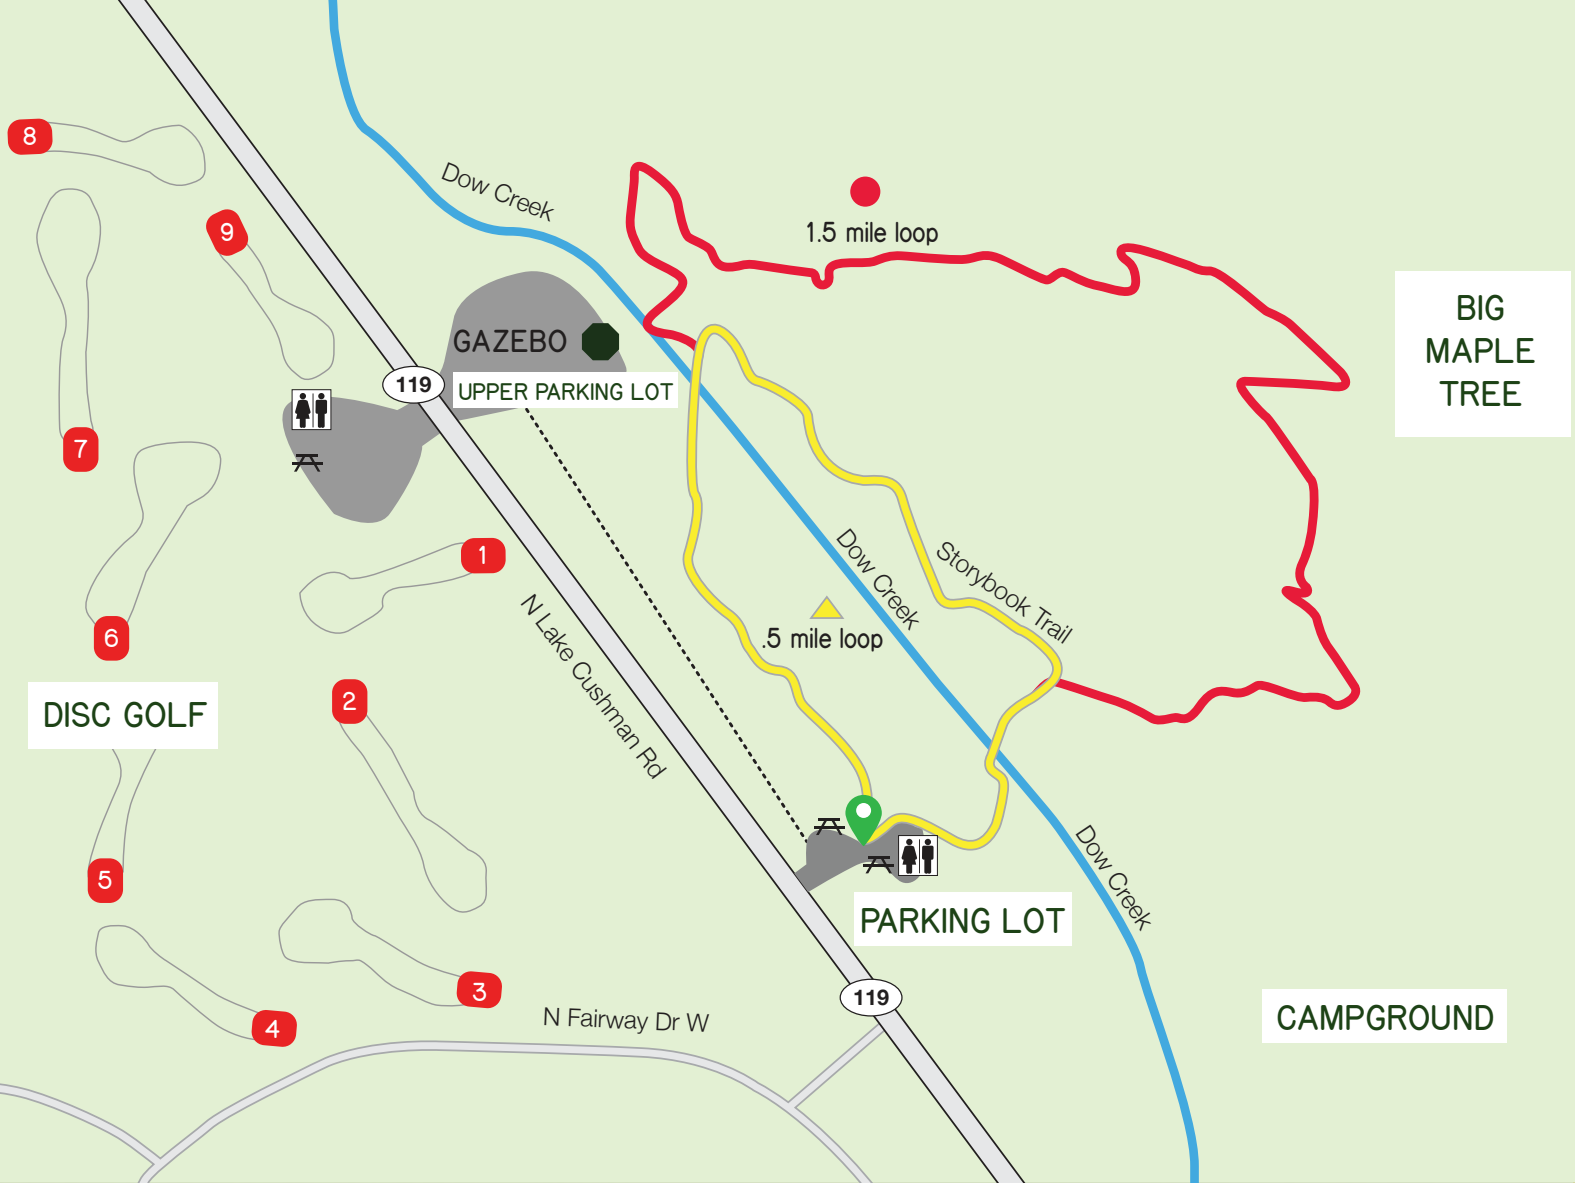 8
Dow Creek
9
1.5 mile loop
BIG
MAPLE
TREE
GAZEBO
119
UPPER PARKING LOT
7
1
Dow Creek
Storybook Trail
6
.5 mile loop
N Lake Cushman Rd
2
DISC GOLF
5
Dow Creek
PARKING LOT
3
119
4
N Fairway Dr W
CAMPGROUND